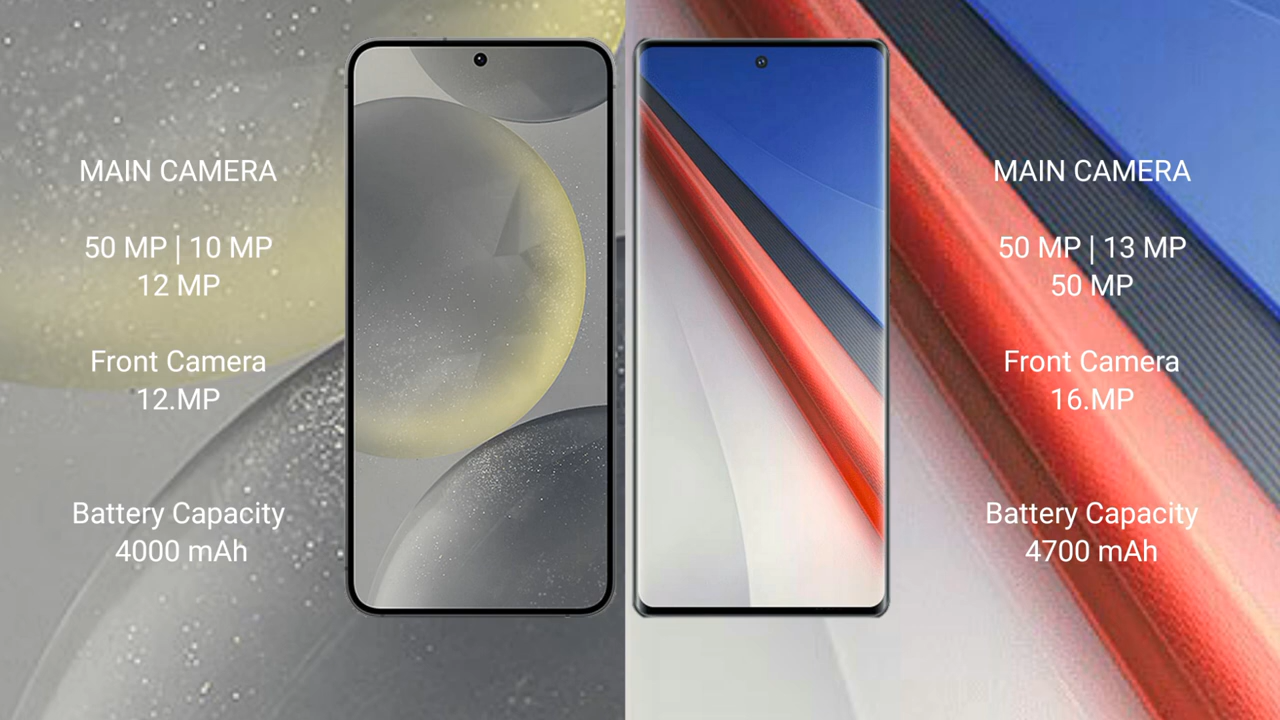 MAIN CAMERA
50 MP | 10 MP
12 MP
Front Camera
12.MP
Battery Capacity
4000 mAh
MAIN CAMERA
50 MP | 13 MP
50 MP
Front Camera
16.MP
Battery Capacity
4700 mAh